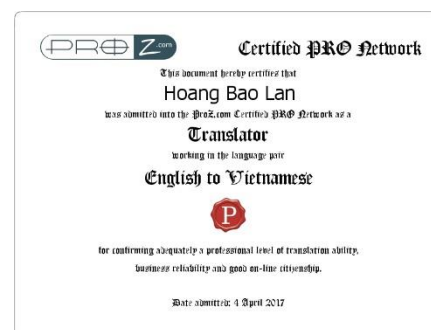 PROZ.com
Certified PRO Network
This document hereby certifies that
Hoang Bao Lan
was admitted into the ProZ.com Certified PRO Network as a
Translator
working in the language pair
English to Vietnamese
P
for confirming adequately a professional level of translation ability,
business reliability and good on-line citizenship.
Date admitted: 4 April 2017